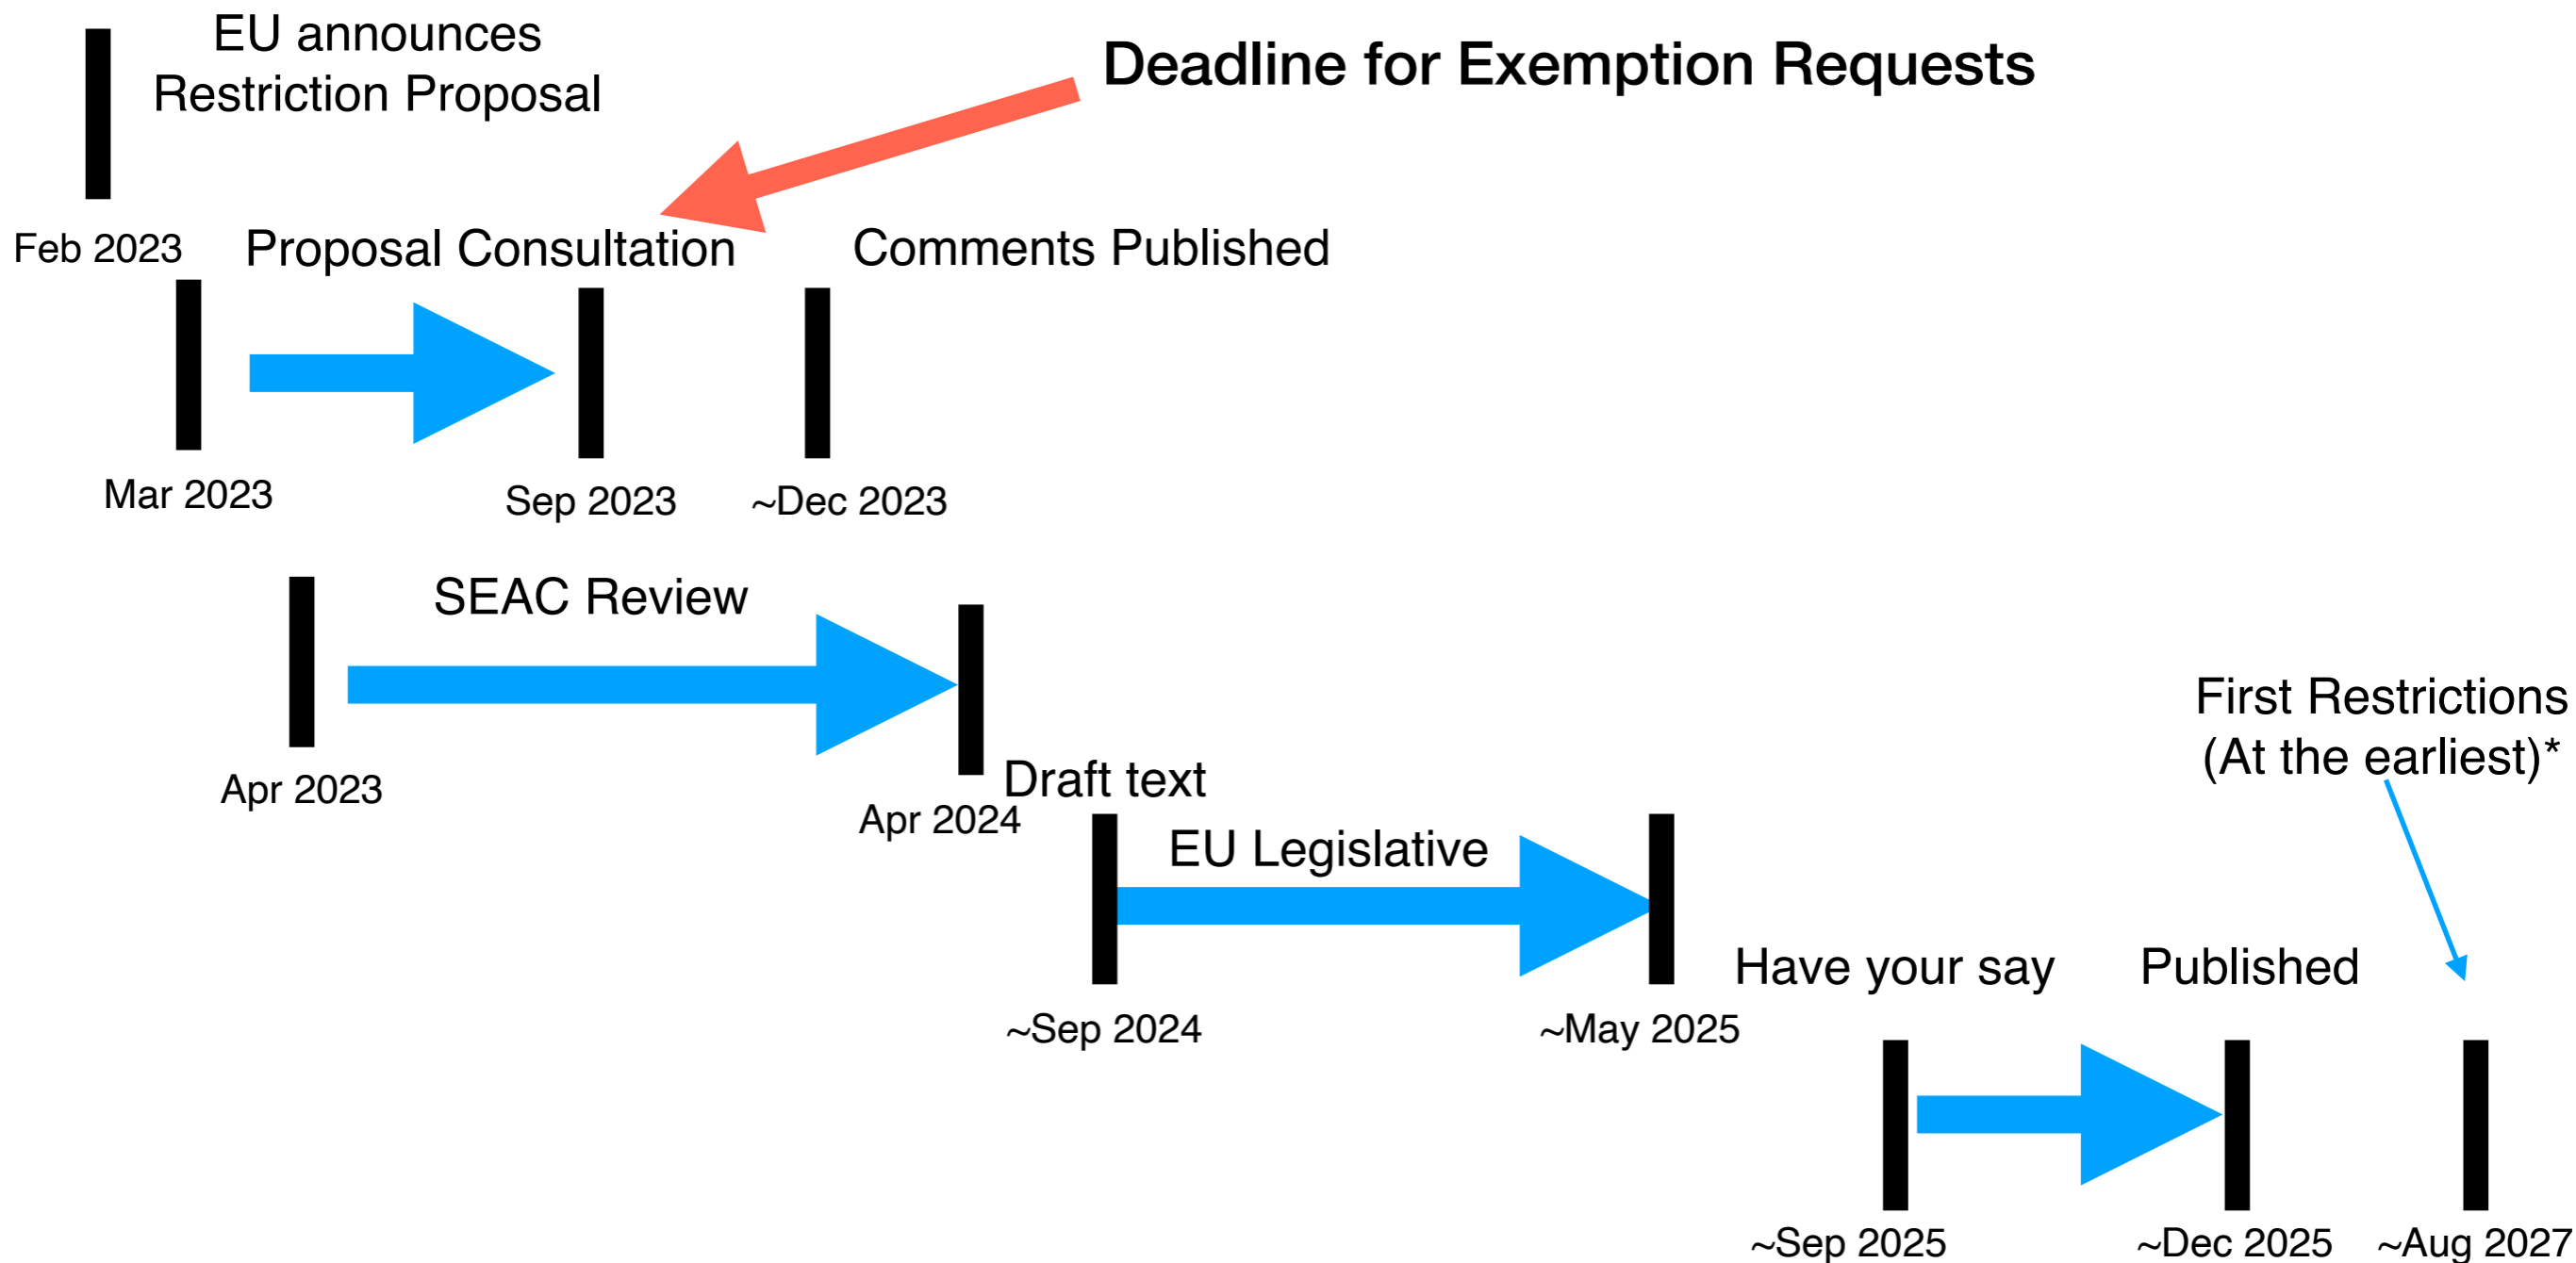 EU announces
Restriction Proposal
Deadline for Exemption Requests
Feb 2023
Proposal Consultation
Comments Published
Mar 2023
Sep 2023
~Dec 2023
SEAC Review
Apr 2023
Apr 2024
Draft text
EU Legislative
~Sep 2024
~May 2025
First Restrictions
(At the earliest)*
Have your say
Published
~Sep 2025
~Dec 2025
~Aug 2027